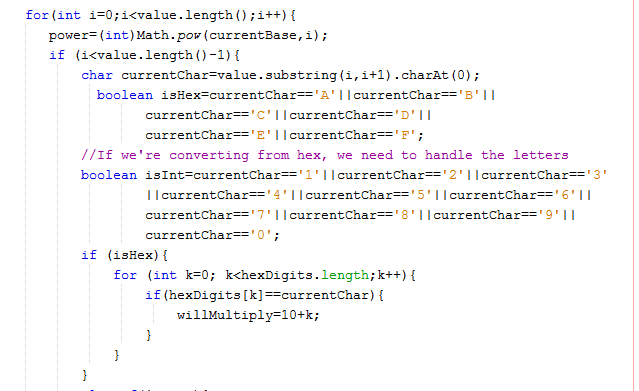 for(int i=0;i<value.length();i++){
power=(int)Math.pow(currentBase,i);
if (i<value.length()-1){
char currentChar=value.substring(i,i+1).charAt(0);
boolean isHex=currentChar=='A'||currentChar=='B'||
currentChar=='C'||currentChar=='D'||
currentChar=='E'||currentChar=='F';
//If we're converting from hex, we need to handle the letters
boolean isInt=currentChar=='1'||currentChar=='2'||currentChar=='3'
||currentChar=='4'||currentChar=='5'||currentChar=='6'||
currentChar=='7'||currentChar=='8'||currentChar=='9'||
currentChar=='0';
if (isHex){
for (int k=0; k<hexDigits.length;k++){
if(hexDigits[k]==currentChar){
willMultiply=10+k;
}
}
}